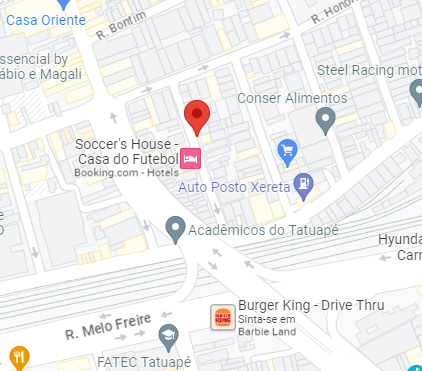 Casa Oriente
R. Bonfim
R. Hono
ssencial by
ábio e Magali
Steel Racing mot
Conser Alimentos
Soccer's House -
Casa do Futebol
Booking.com - Hotels
Auto Posto Xereta
Acadêmicos do Tatuapé
Hyunda
Carr
R. Melo Freire
Burger King - Drive Thru
Sinta-se em
Barbie Land
FATEC Tatuapé